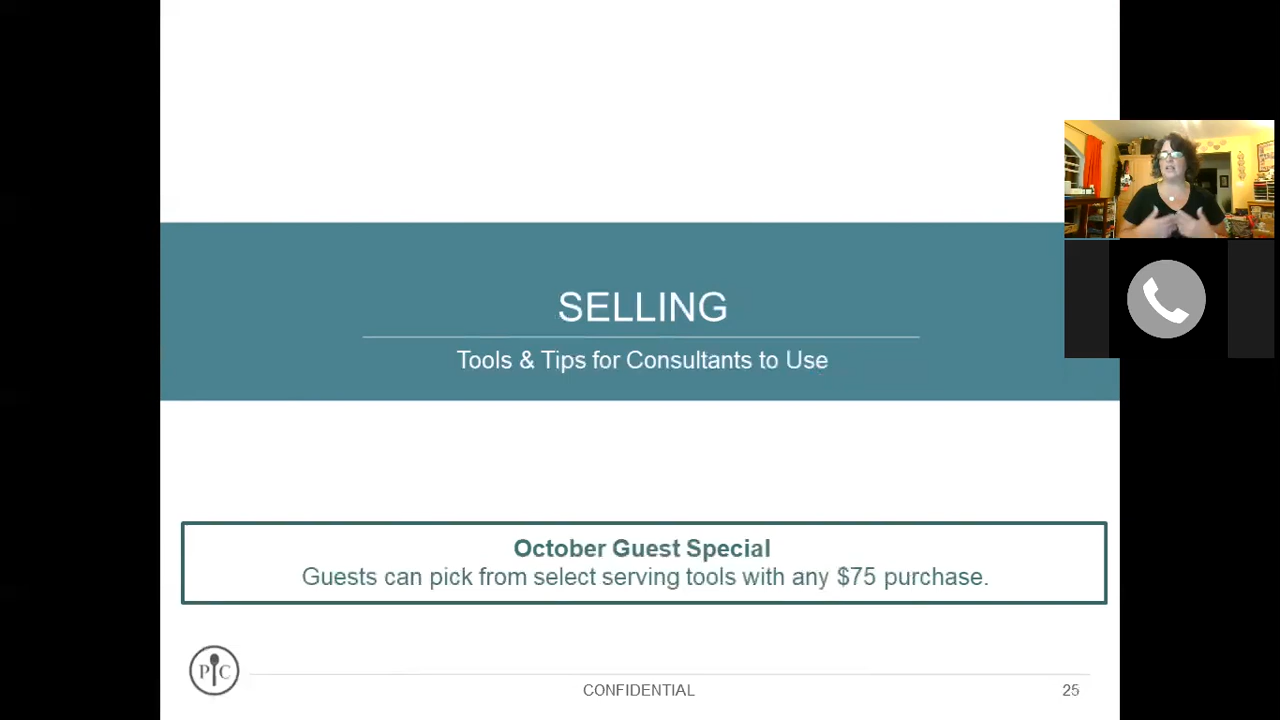 SELLING
Tools & Tips for Consultants to Use
October Guest Special
Guests can pick from select serving tools with any $75 purchase.
P C
CONFIDENTIAL
25